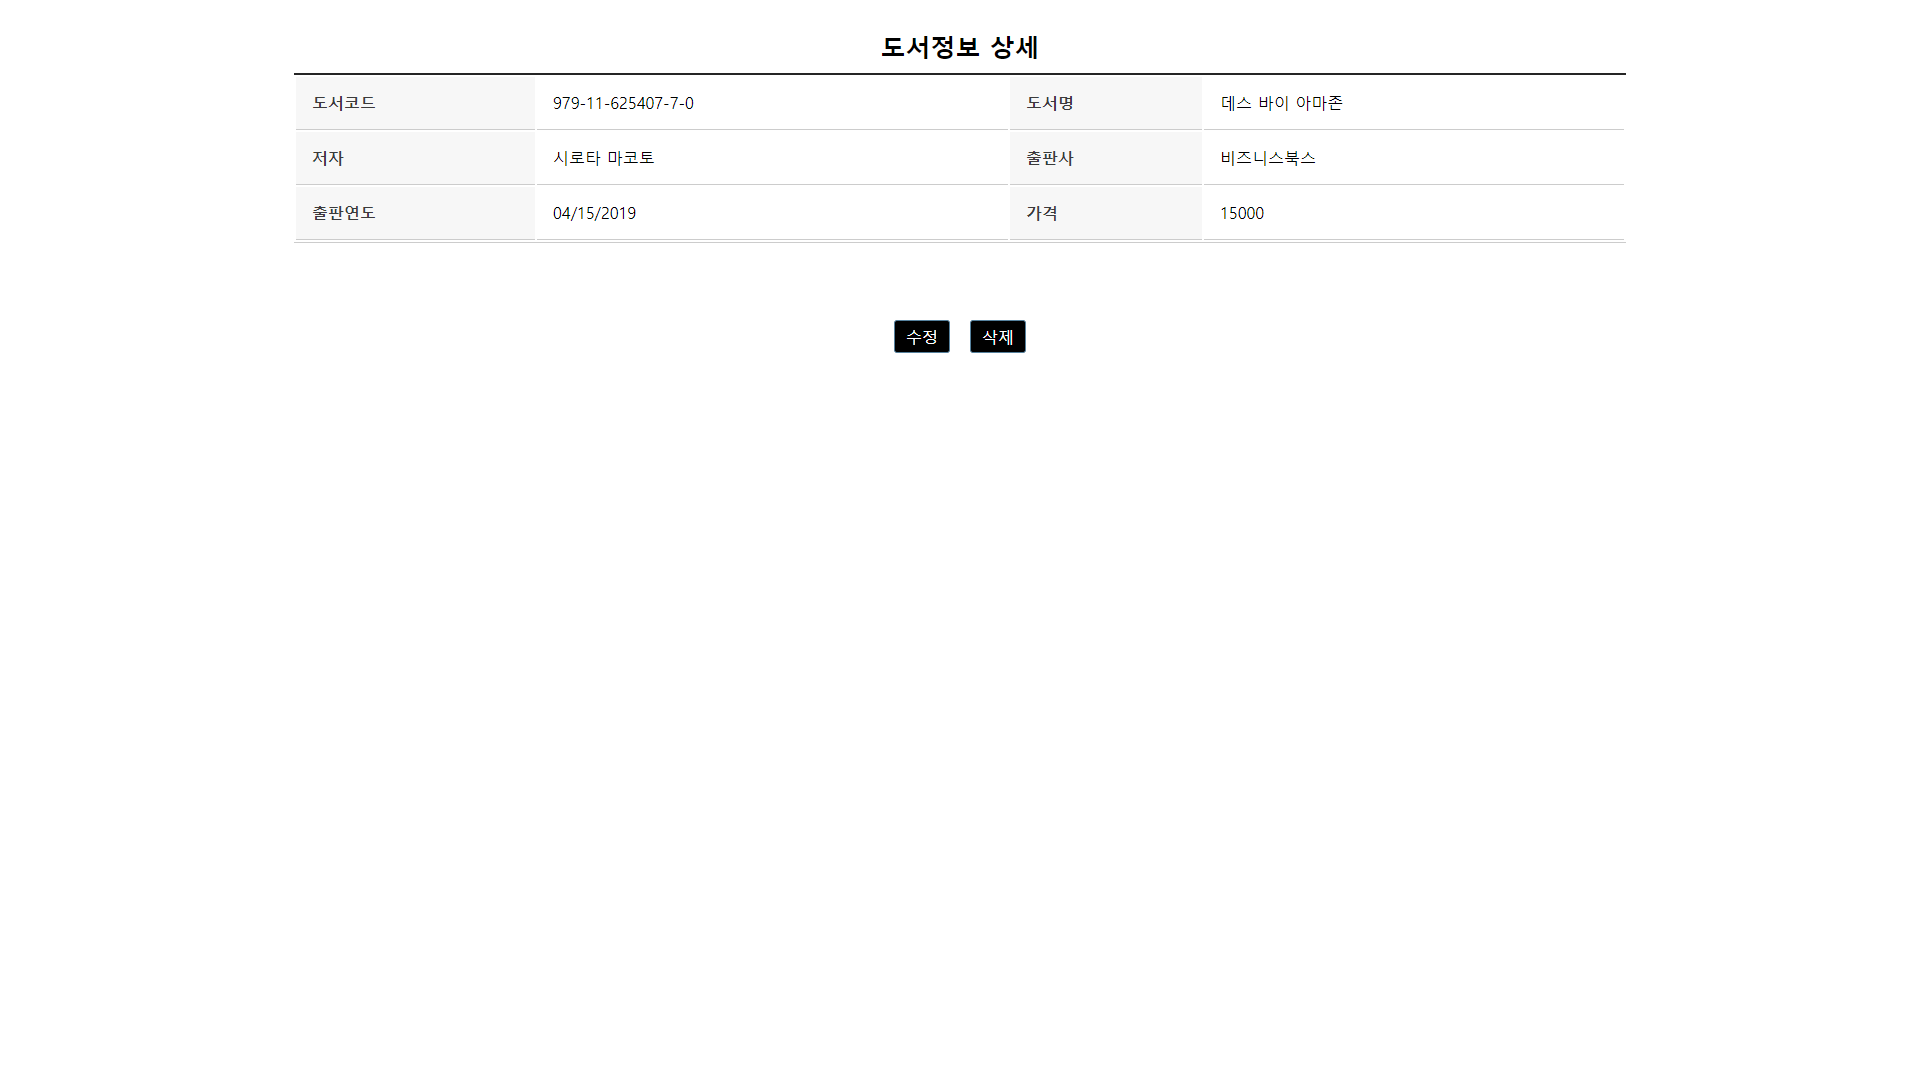 도서정보 상세
도서코드 979-11-625407-7-0 도서명 데스 바이 아마존
저자 시로타 마코토 출판사 비즈니스북스
출판연도 04/15/2019 가격 15000
수정 삭제